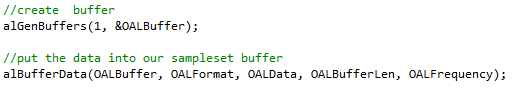 //create  buffer
alGenBuffers(1, &OALBuffer);
//put the data into our sampleset buffer
alBufferData(OALBuffer, OALFormat, OALData, OALBufferLen, OALFrequency);